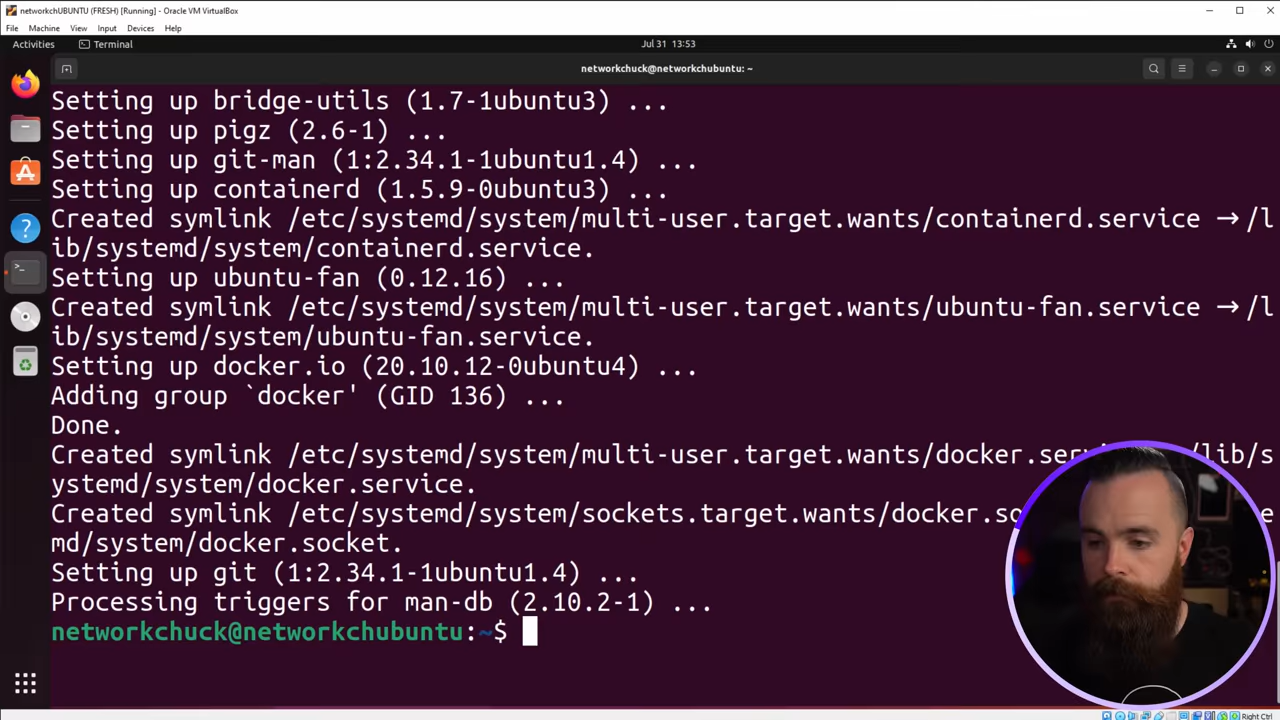 networkchUBUNTU (FRESH) [Running] - Oracle VM VirtualBox
File Machine View Input Devices Help
Activities Terminal Jul 31 13:53
networkchuck@networkchubuntu: ~
Setting up bridge-utils (1.7-1ubuntu3) ...
Setting up pigz (2.6-1) ...
Setting up git-man (1:2.34.1-1ubuntu1.4) ...
Setting up containerd (1.5.9-0ubuntu3) ...
Created symlink /etc/systemd/system/multi-user.target.wants/containerd.service → /l
ib/systemd/system/containerd.service.
Setting up ubuntu-fan (0.12.16) ...
Created symlink /etc/systemd/system/multi-user.target.wants/ubuntu-fan.service → /l
ib/systemd/system/ubuntu-fan.service.
Setting up docker.io (20.10.12-0ubuntu4) ...
Adding group `docker' (GID 136) ...
Done.
Created symlink /etc/systemd/system/multi-user.target.wants/docker.ser /lib/s
ystemd/system/docker.service.
Created symlink /etc/systemd/system/sockets.target.wants/docker.so e
md/system/docker.socket.
Setting up git (1:2.34.1-1ubuntu1.4) ...
Processing triggers for man-db (2.10.2-1) ...
networkchuck@networkchubuntu:~$
Right Ctrl